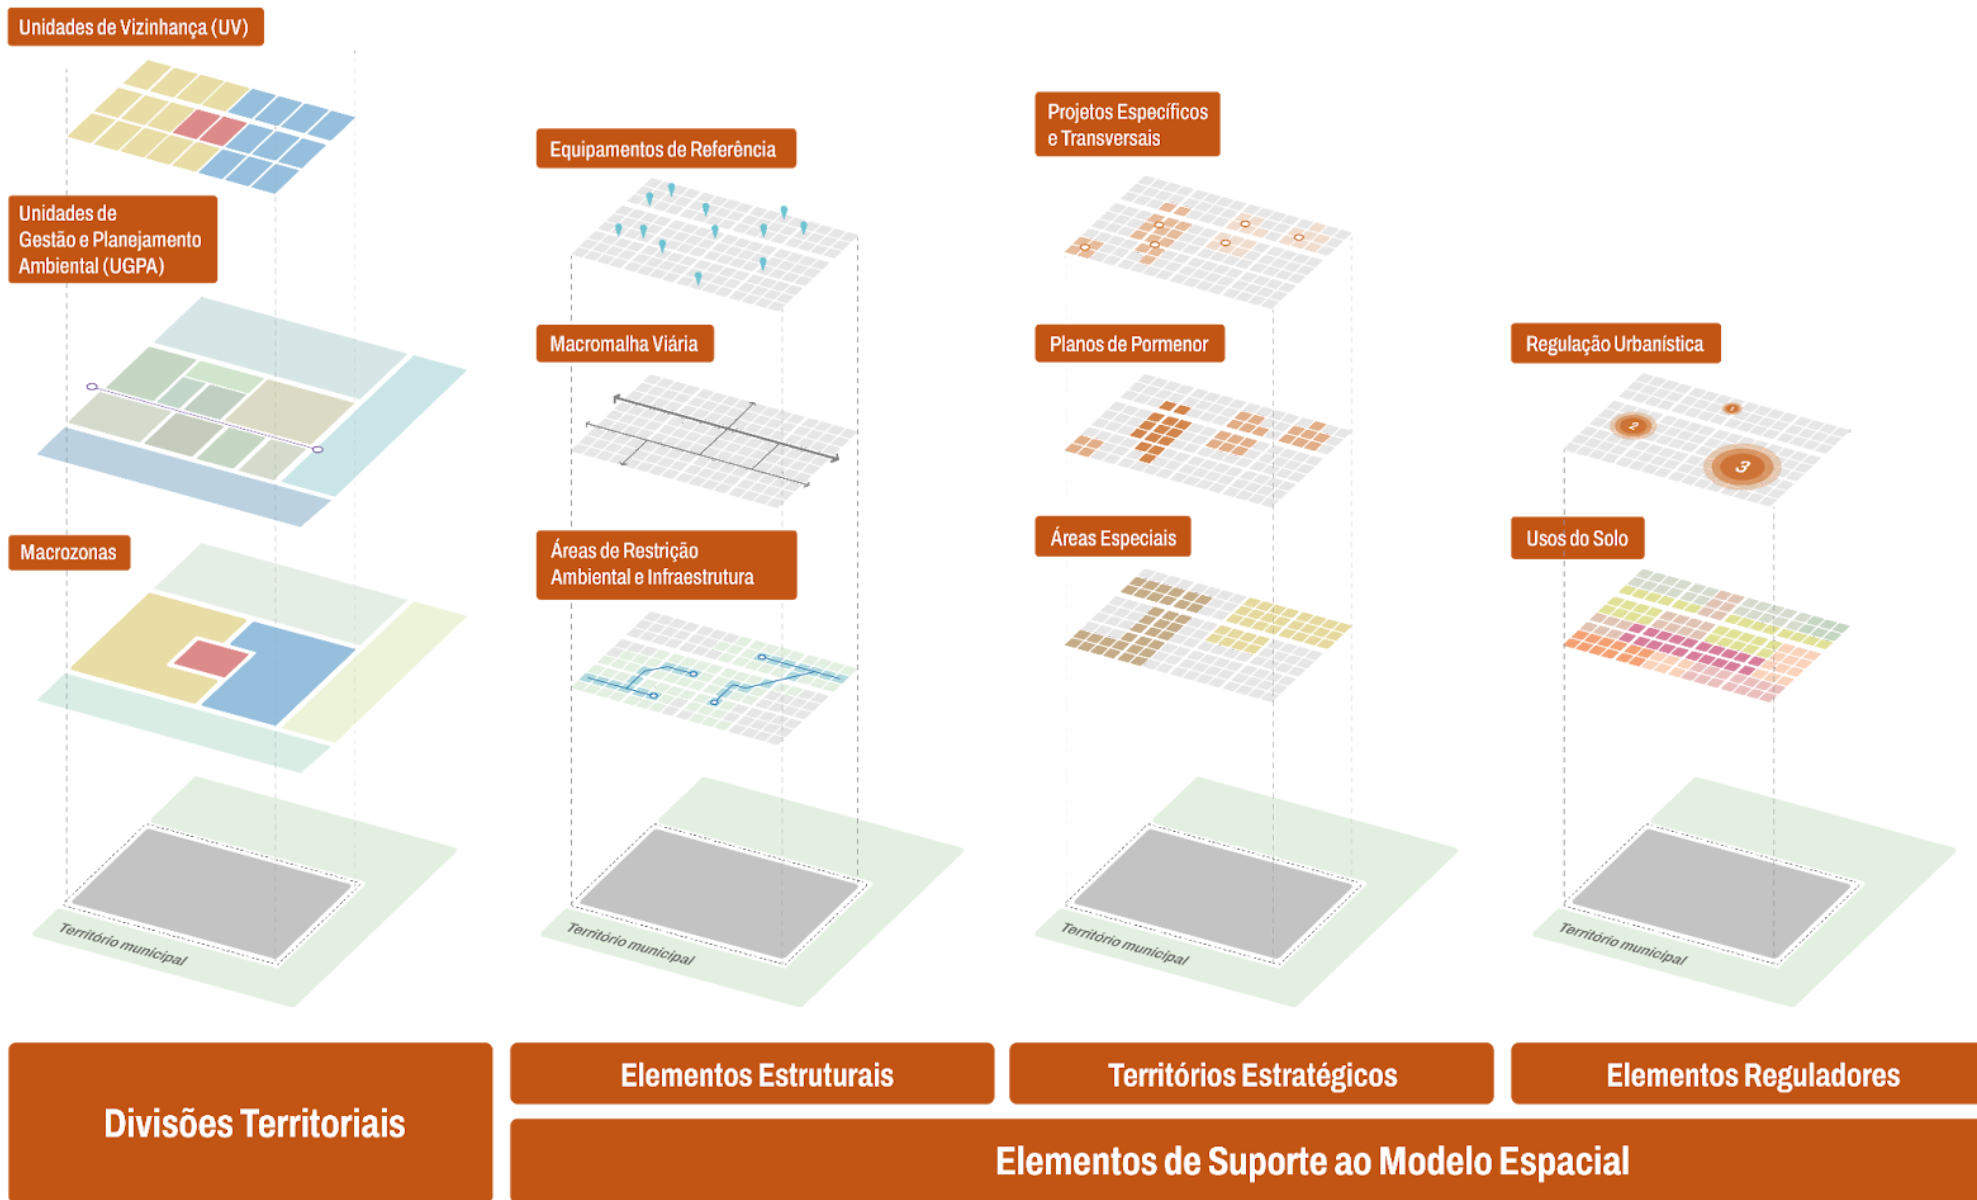 Unidades de Vizinhança (UV)
Unidades de
Gestão e Planejamento
Ambiental (UGPA)
Macrozonas
Território municipal
Divisões Territoriais
Equipamentos de Referência
Macromalha Viária
Áreas de Restrição
Ambiental e Infraestrutura
Território municipal
Elementos Estruturais
Projetos Específicos
e Transversais
Planos de Pormenor
Áreas Especiais
Território municipal
Territórios Estratégicos
Regulação Urbanística
1
2
3
Usos do Solo
Território municipal
Elementos Reguladores
Elementos de Suporte ao Modelo Espacial